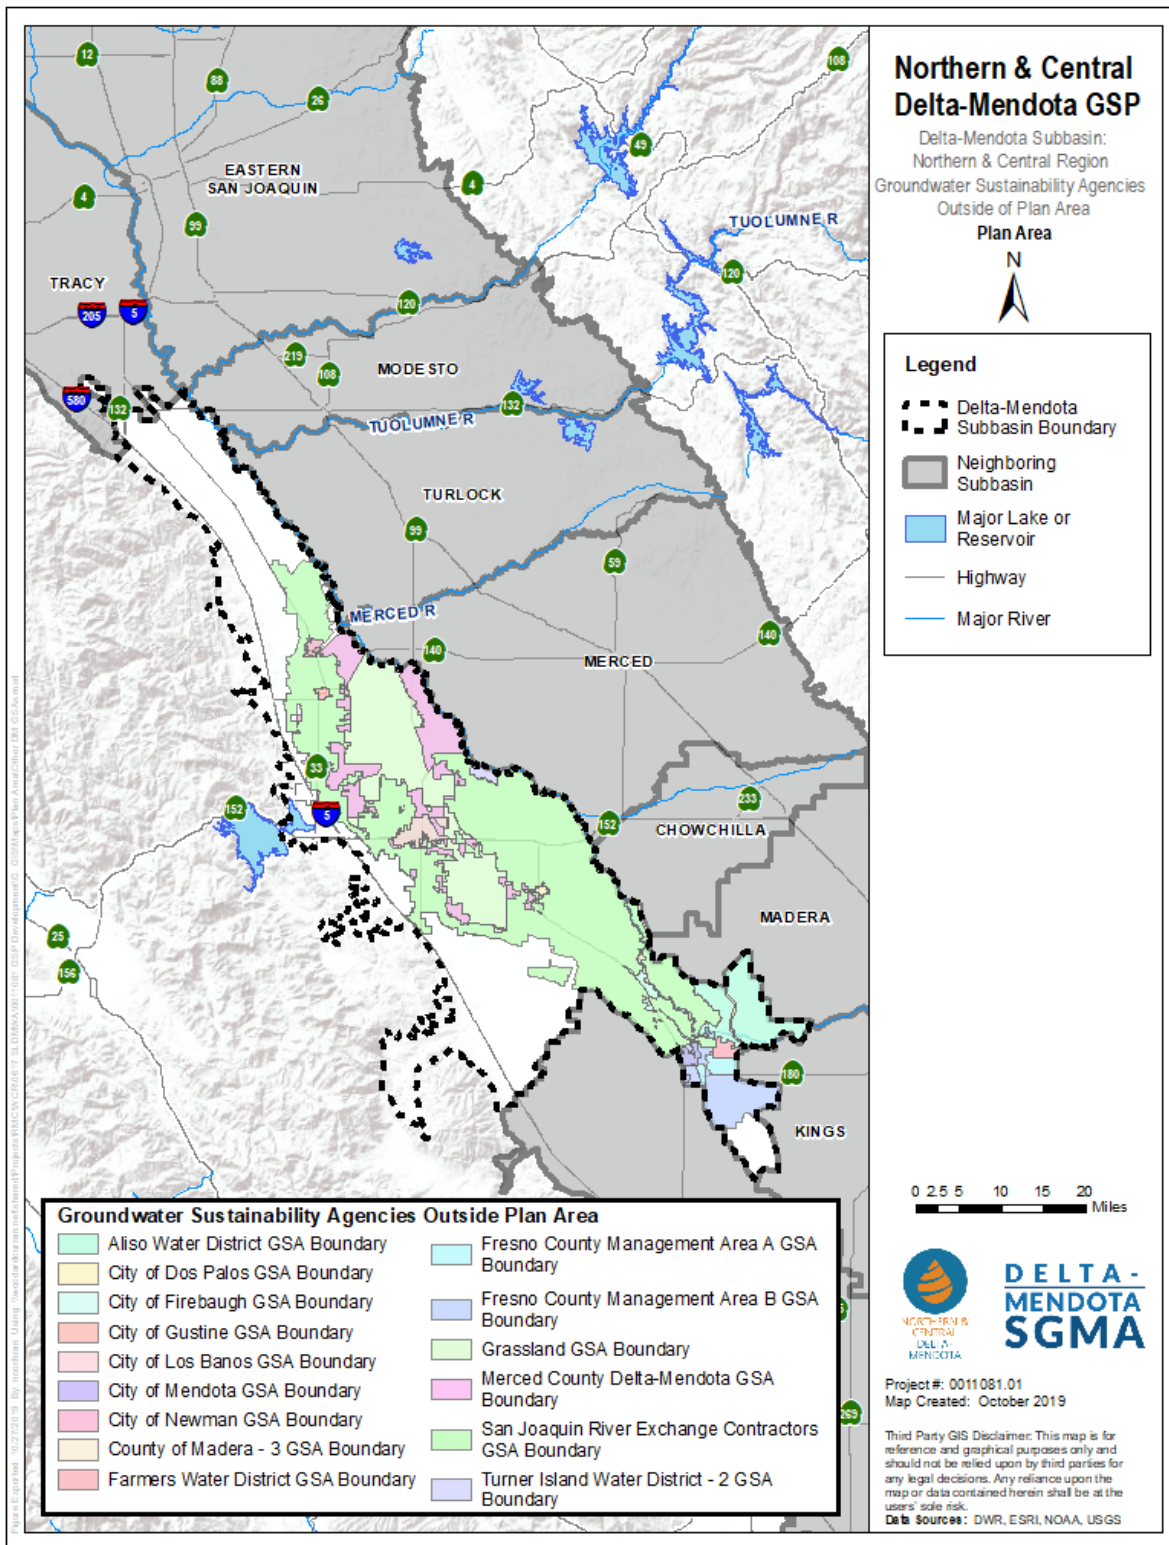 Northern & Central
Delta-Mendota GSP
Delta-Mendota Subbasin:
Northern & Central Region
Groundwater Sustainability Agencies
Outside of Plan Area
Plan Area
N
Legend
Delta-Mendota
Subbasin Boundary
Neighboring
Subbasin
Major Lake or
Reservoir
Highway
Major River
12
88
26
108
49
EASTERN
SAN JOAQUIN
4
4
99
TUOLUMNE R
120
TRACY
205
5
120
219
108
MODESTO
580
132
132
TUOLUMNE R
TURLOCK
99
59
MERCED R
140
140
MERCED
33
5
152
152
233
CHOWCHILLA
MADERA
25
156
180
KINGS
269
Groundwater Sustainability Agencies Outside Plan Area
Aliso Water District GSA Boundary
City of Dos Palos GSA Boundary
City of Firebaugh GSA Boundary
City of Gustine GSA Boundary
City of Los Banos GSA Boundary
City of Mendota GSA Boundary
City of Newman GSA Boundary
County of Madera - 3 GSA Boundary
Farmers Water District GSA Boundary
Fresno County Management Area A GSA
Boundary
Fresno County Management Area B GSA
Boundary
Grassland GSA Boundary
Merced County Delta-Mendota GSA
Boundary
San Joaquin River Exchange Contractors
GSA Boundary
Turner Island Water District - 2 GSA
Boundary
0 2.5 5 10 15 20
Miles
NORTHERN &
CENTRAL
DELTA-
MENDOTA
DELTA-
MENDOTA
SGMA
Project #: 0011081.01
Map Created: October 2019
Third Party GIS Disclaimer: This map is for
reference and graphical purposes only and
should not be relied upon by third parties for
any legal decisions. Any reliance upon the
map or data contained herein shall be at the
users' sole risk.
Data Sources: DWR, ESRI, NOAA, USGS